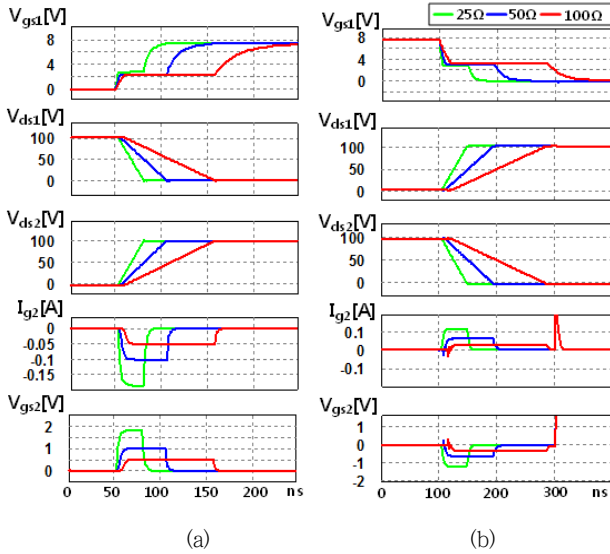 Vgs1[V]
8
4
0
Vds1[V]
100
50
0
Vds2[V]
100
50
0
Ig2[A]
0
-0.05
-0.1
-0.15
Vgs2[V]
2
1
0
0 50 100 150 200 ns
(a)
25Ω 50Ω 100Ω
Vgs1[V]
8
4
0
Vds1[V]
100
50
0
Vds2[V]
100
50
0
Ig2[A]
0.1
0
-0.1
Vgs2[V]
1
0
-1
-2
0 100 200 300 400 ns
(b)